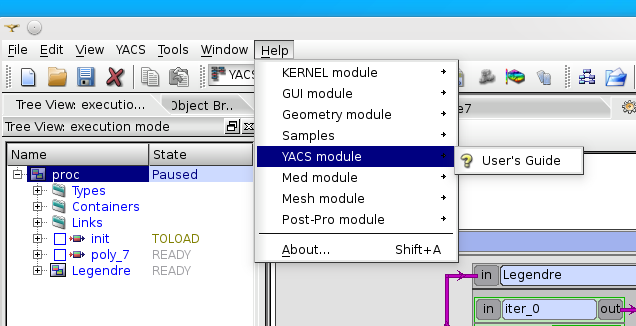 File Edit View YACS Tools Window Help
YACS
Tree View: executio... Object Br...
Tree View: execution mode
Name State
proc Paused
Types
Containers
Links
init TOLOAD
poly_7 READY
Legendre READY
KERNEL module
GUI module
Geometry module
Samples
YACS module
Med module
Mesh module
Post-Pro module
About... Shift+A
User's Guide
in Legendre
in iter_0 out